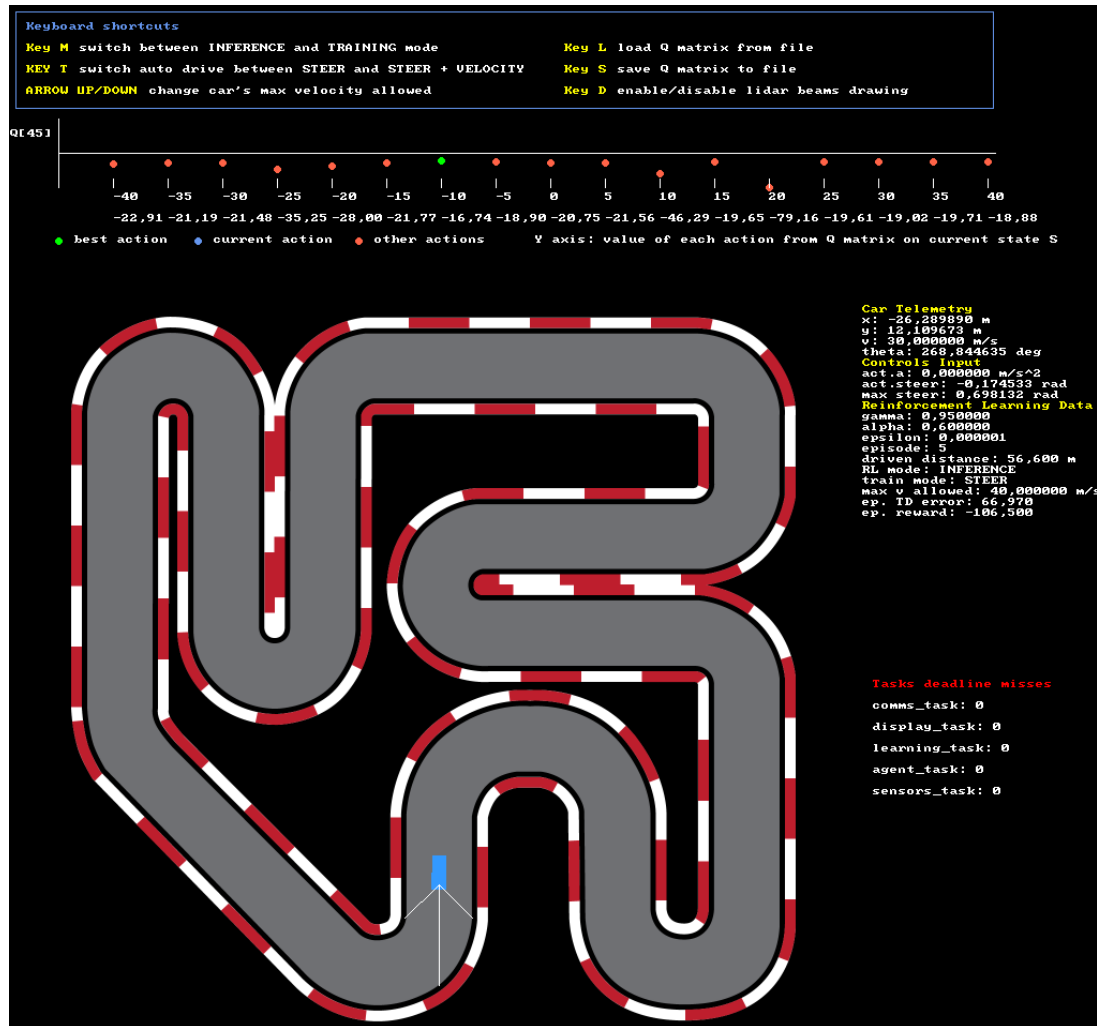 Keyboard shortcuts
Key M switch between INFERENCE and TRAINING mode
Key L load Q matrix from file
KEY T switch auto drive between STEER and STEER + VELOCITY
Key S save Q matrix to file
ARROW UP/DOWN change car's max velocity allowed
Key D enable/disable lidar beams drawing
Q[45]
-40 -35 -30 -25 -20 -15 -10 -5 0 5 10 15 20 25 30 35 40
-22,91 -21,19 -21,48 -35,25 -28,00 -21,77 -16,74 -18,90 -20,75 -21,56 -46,29 -19,65 -79,16 -19,61 -19,02 -19,71 -18,88
best action current action other actions Y axis: value of each action from Q matrix on current state S
Car Telemetry
x: -26,289890 m
y: 12,109673 m
v: 30,000000 m/s
theta: 268,844635 deg
Controls Input
act.a: 0,000000 m/s^2
act.steer: -0,174533 rad
max steer: 0,698132 rad
Reinforcement Learning Data
gamma: 0,950000
alpha: 0,600000
epsilon: 0,000001
episode: 5
driven distance: 56,600 m
RL mode: INFERENCE
train mode: STEER
max v allowed: 40,000000 m/s
ep. TD error: 66,970
ep. reward: -106,500
Tasks deadline misses
comms_task: 0
display_task: 0
learning_task: 0
agent_task: 0
sensors_task: 0